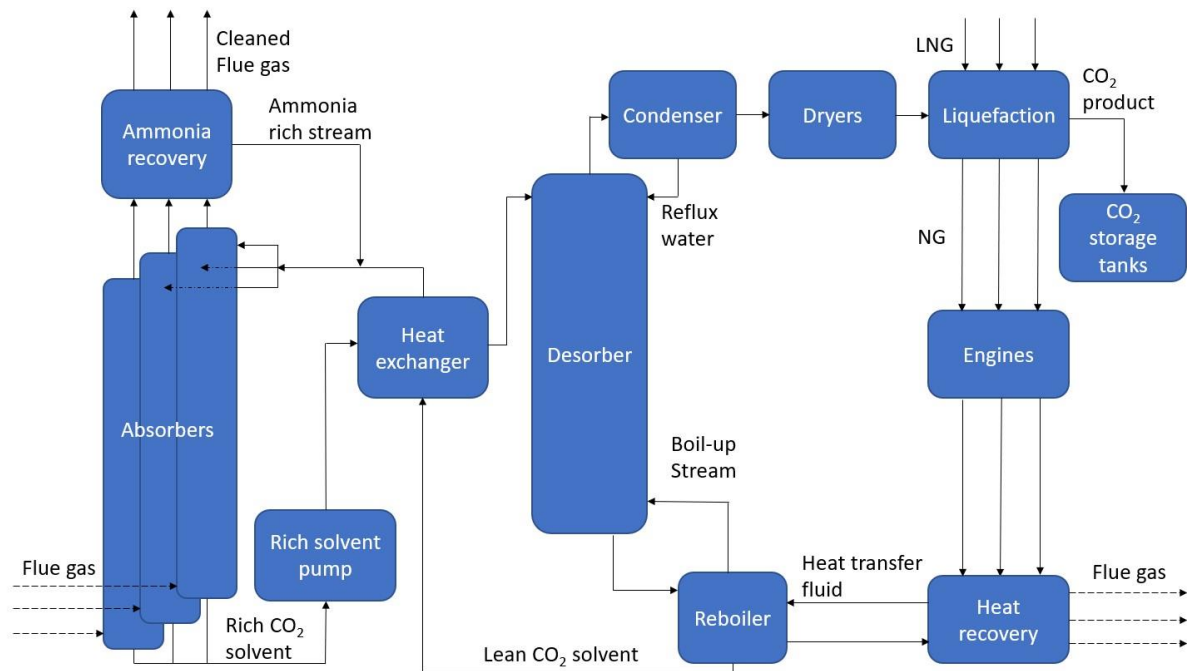 Cleaned
Flue gas
Ammonia
rich stream
Ammonia
recovery
Absorbers
Flue gas
Rich CO₂
solvent
Rich solvent
pump
Heat
exchanger
Condenser
Reflux
water
Desorber
Boil-up
Stream
Reboiler
Lean CO₂ solvent
Heat transfer
fluid
Dryers
LNG
Liquefaction
CO₂
product
CO₂
storage
tanks
NG
Engines
Heat
recovery
Flue gas